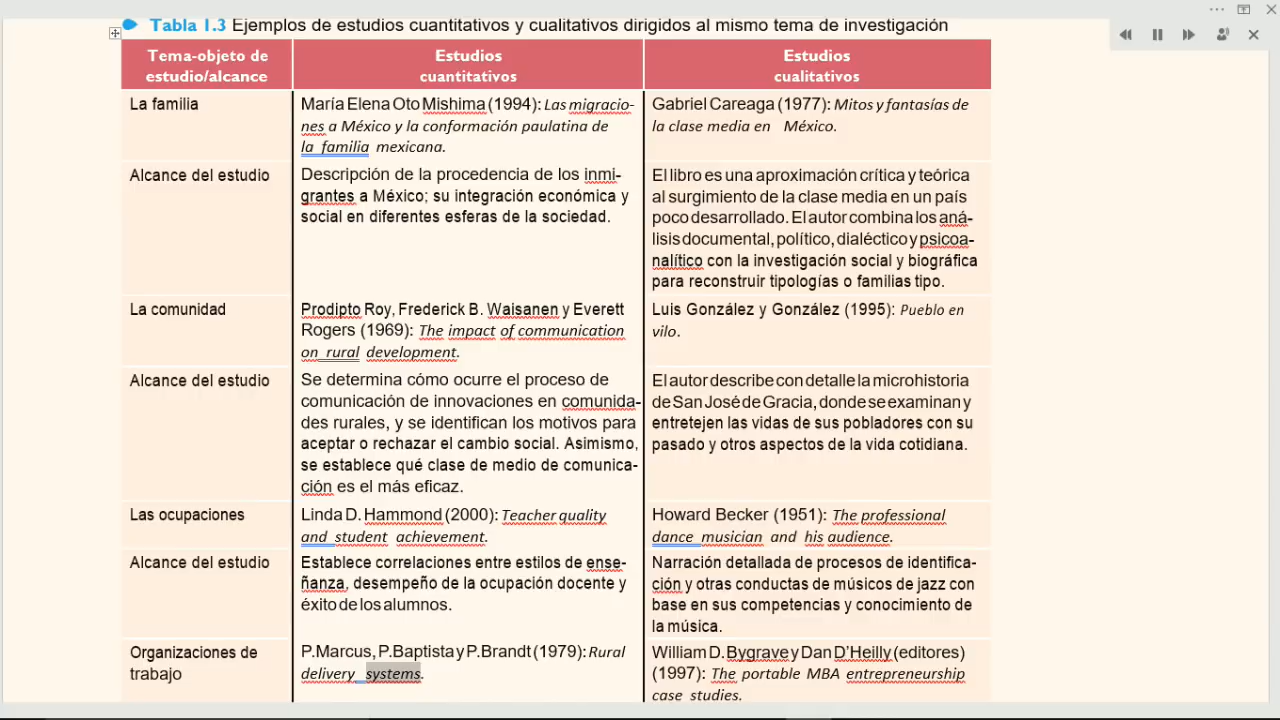 Tabla 1.3 Ejemplos de estudios cuantitativos y cualitativos dirigidos al mismo tema de investigación
Tema-objeto de
estudio/alcance
Estudios
cuantitativos
Estudios
cualitativos
La familia
María Elena Oto Mishima (1994): Las migracio-
nes a México y la conformación paulatina de
la familia mexicana.
Gabriel Careaga (1977): Mitos y fantasías de
la clase media en México.
Alcance del estudio
Descripción de la procedencia de los inmi-
grantes a México; su integración económica y
social en diferentes esferas de la sociedad.
El libro es una aproximación crítica y teórica
al surgimiento de la clase media en un país
poco desarrollado. El autor combina los aná-
lisis documental, político, dialéctico y psicoa-
nalítico con la investigación social y biográfica
para reconstruir tipologías o familias tipo.
La comunidad
Prodipto Roy, Frederick B. Waisanen y Everett
Rogers (1969): The impact of communication
on rural development.
Luis González y González (1995): Pueblo en
vilo.
Alcance del estudio
Se determina cómo ocurre el proceso de
comunicación de innovaciones en comunida-
des rurales, y se identifican los motivos para
aceptar o rechazar el cambio social. Asimismo,
se establece qué clase de medio de comunica-
ción es el más eficaz.
El autor describe con detalle la microhistoria
de San José de Gracia, donde se examinan y
entretejen las vidas de sus pobladores con su
pasado y otros aspectos de la vida cotidiana.
Las ocupaciones
Linda D. Hammond (2000): Teacher quality
and student achievement.
Howard Becker (1951): The professional
dance musician and his audience.
Alcance del estudio
Establece correlaciones entre estilos de ense-
ñanza, desempeño de la ocupación docente y
éxito de los alumnos.
Narración detallada de procesos de identifica-
ción y otras conductas de músicos de jazz con
base en sus competencias y conocimiento de
la música.
Organizaciones de
trabajo
P. Marcus, P. Baptista y P. Brandt (1979): Rural
delivery systems.
William D. Bygrave y Dan D'Heilly (editores)
(1997): The portable MBA entrepreneurship
case studies.